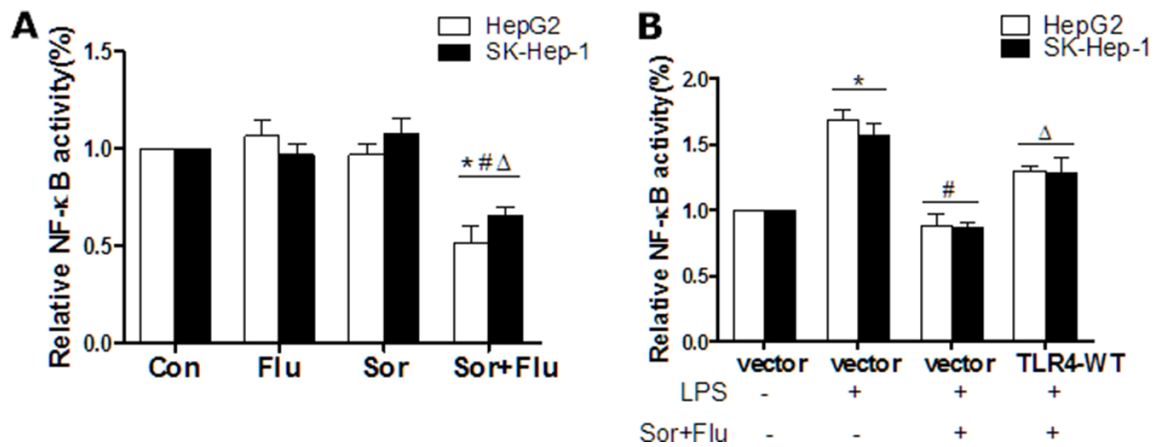 A
HepG2
SK-Hep-1
Relative NF-κB activity(%)
1.5
1.0
0.5
0.0
*#Δ
Con Flu Sor Sor+Flu
B
HepG2
SK-Hep-1
Relative NF-κB activity(%)
2.0
1.5
1.0
0.5
0.0
*
#
Δ
vector vector vector TLR4-WT
LPS - + + +
Sor+Flu - - + +